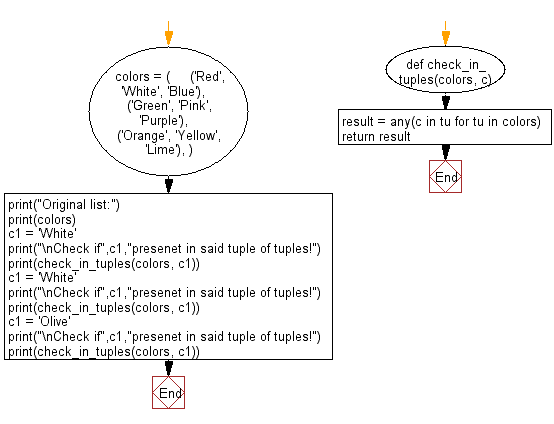 colors = (     ('Red',
'White', 'Blue'),
('Green', 'Pink',
'Purple'),
('Orange', 'Yellow',
'Lime'), )
print("Original list:")
print(colors)
c1 = 'White'
print("\nCheck if",c1,"presenet in said tuple of tuples!")
print(check_in_tuples(colors, c1))
c1 = 'White'
print("\nCheck if",c1,"presenet in said tuple of tuples!")
print(check_in_tuples(colors, c1))
c1 = 'Olive'
print("\nCheck if",c1,"presenet in said tuple of tuples!")
print(check_in_tuples(colors, c1))
End
def check_in_
tuples(colors, c)
result = any(c in tu for tu in colors)
return result
End